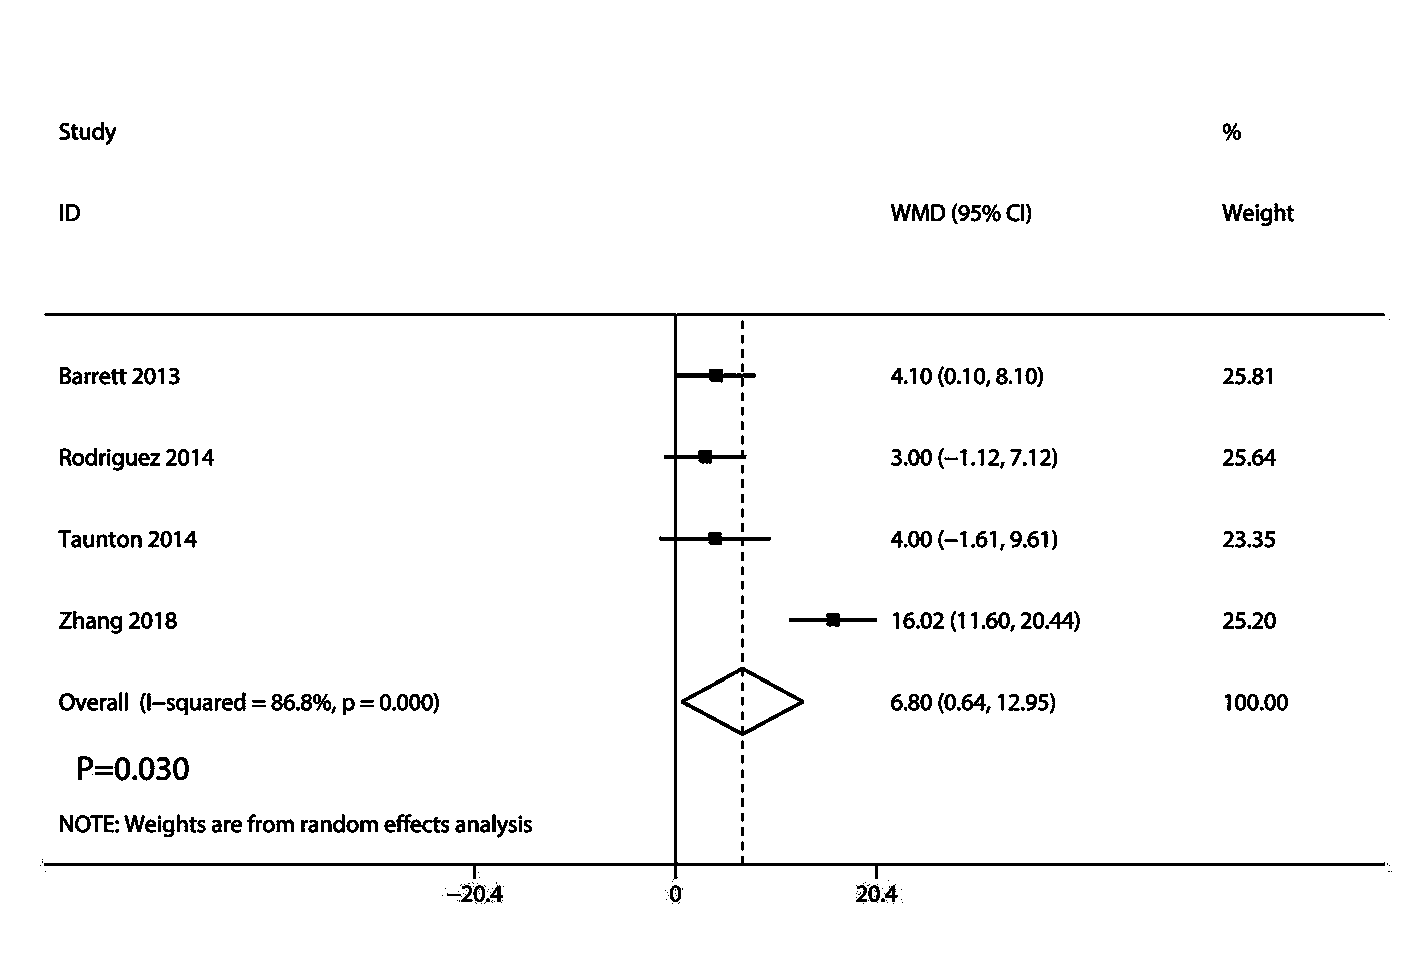 Study %
ID WMD (95% CI) Weight
Barrett 2013 4.10 (0.10, 8.10) 25.81
Rodriguez 2014 3.00 (−1.12, 7.12) 25.64
Taunton 2014 4.00 (−1.61, 9.61) 23.35
Zhang 2018 16.02 (11.60, 20.44) 25.20
Overall (I−squared = 86.8%, p = 0.000) 6.80 (0.64, 12.95) 100.00
P=0.030
NOTE: Weights are from random effects analysis
−20.4 0 20.4